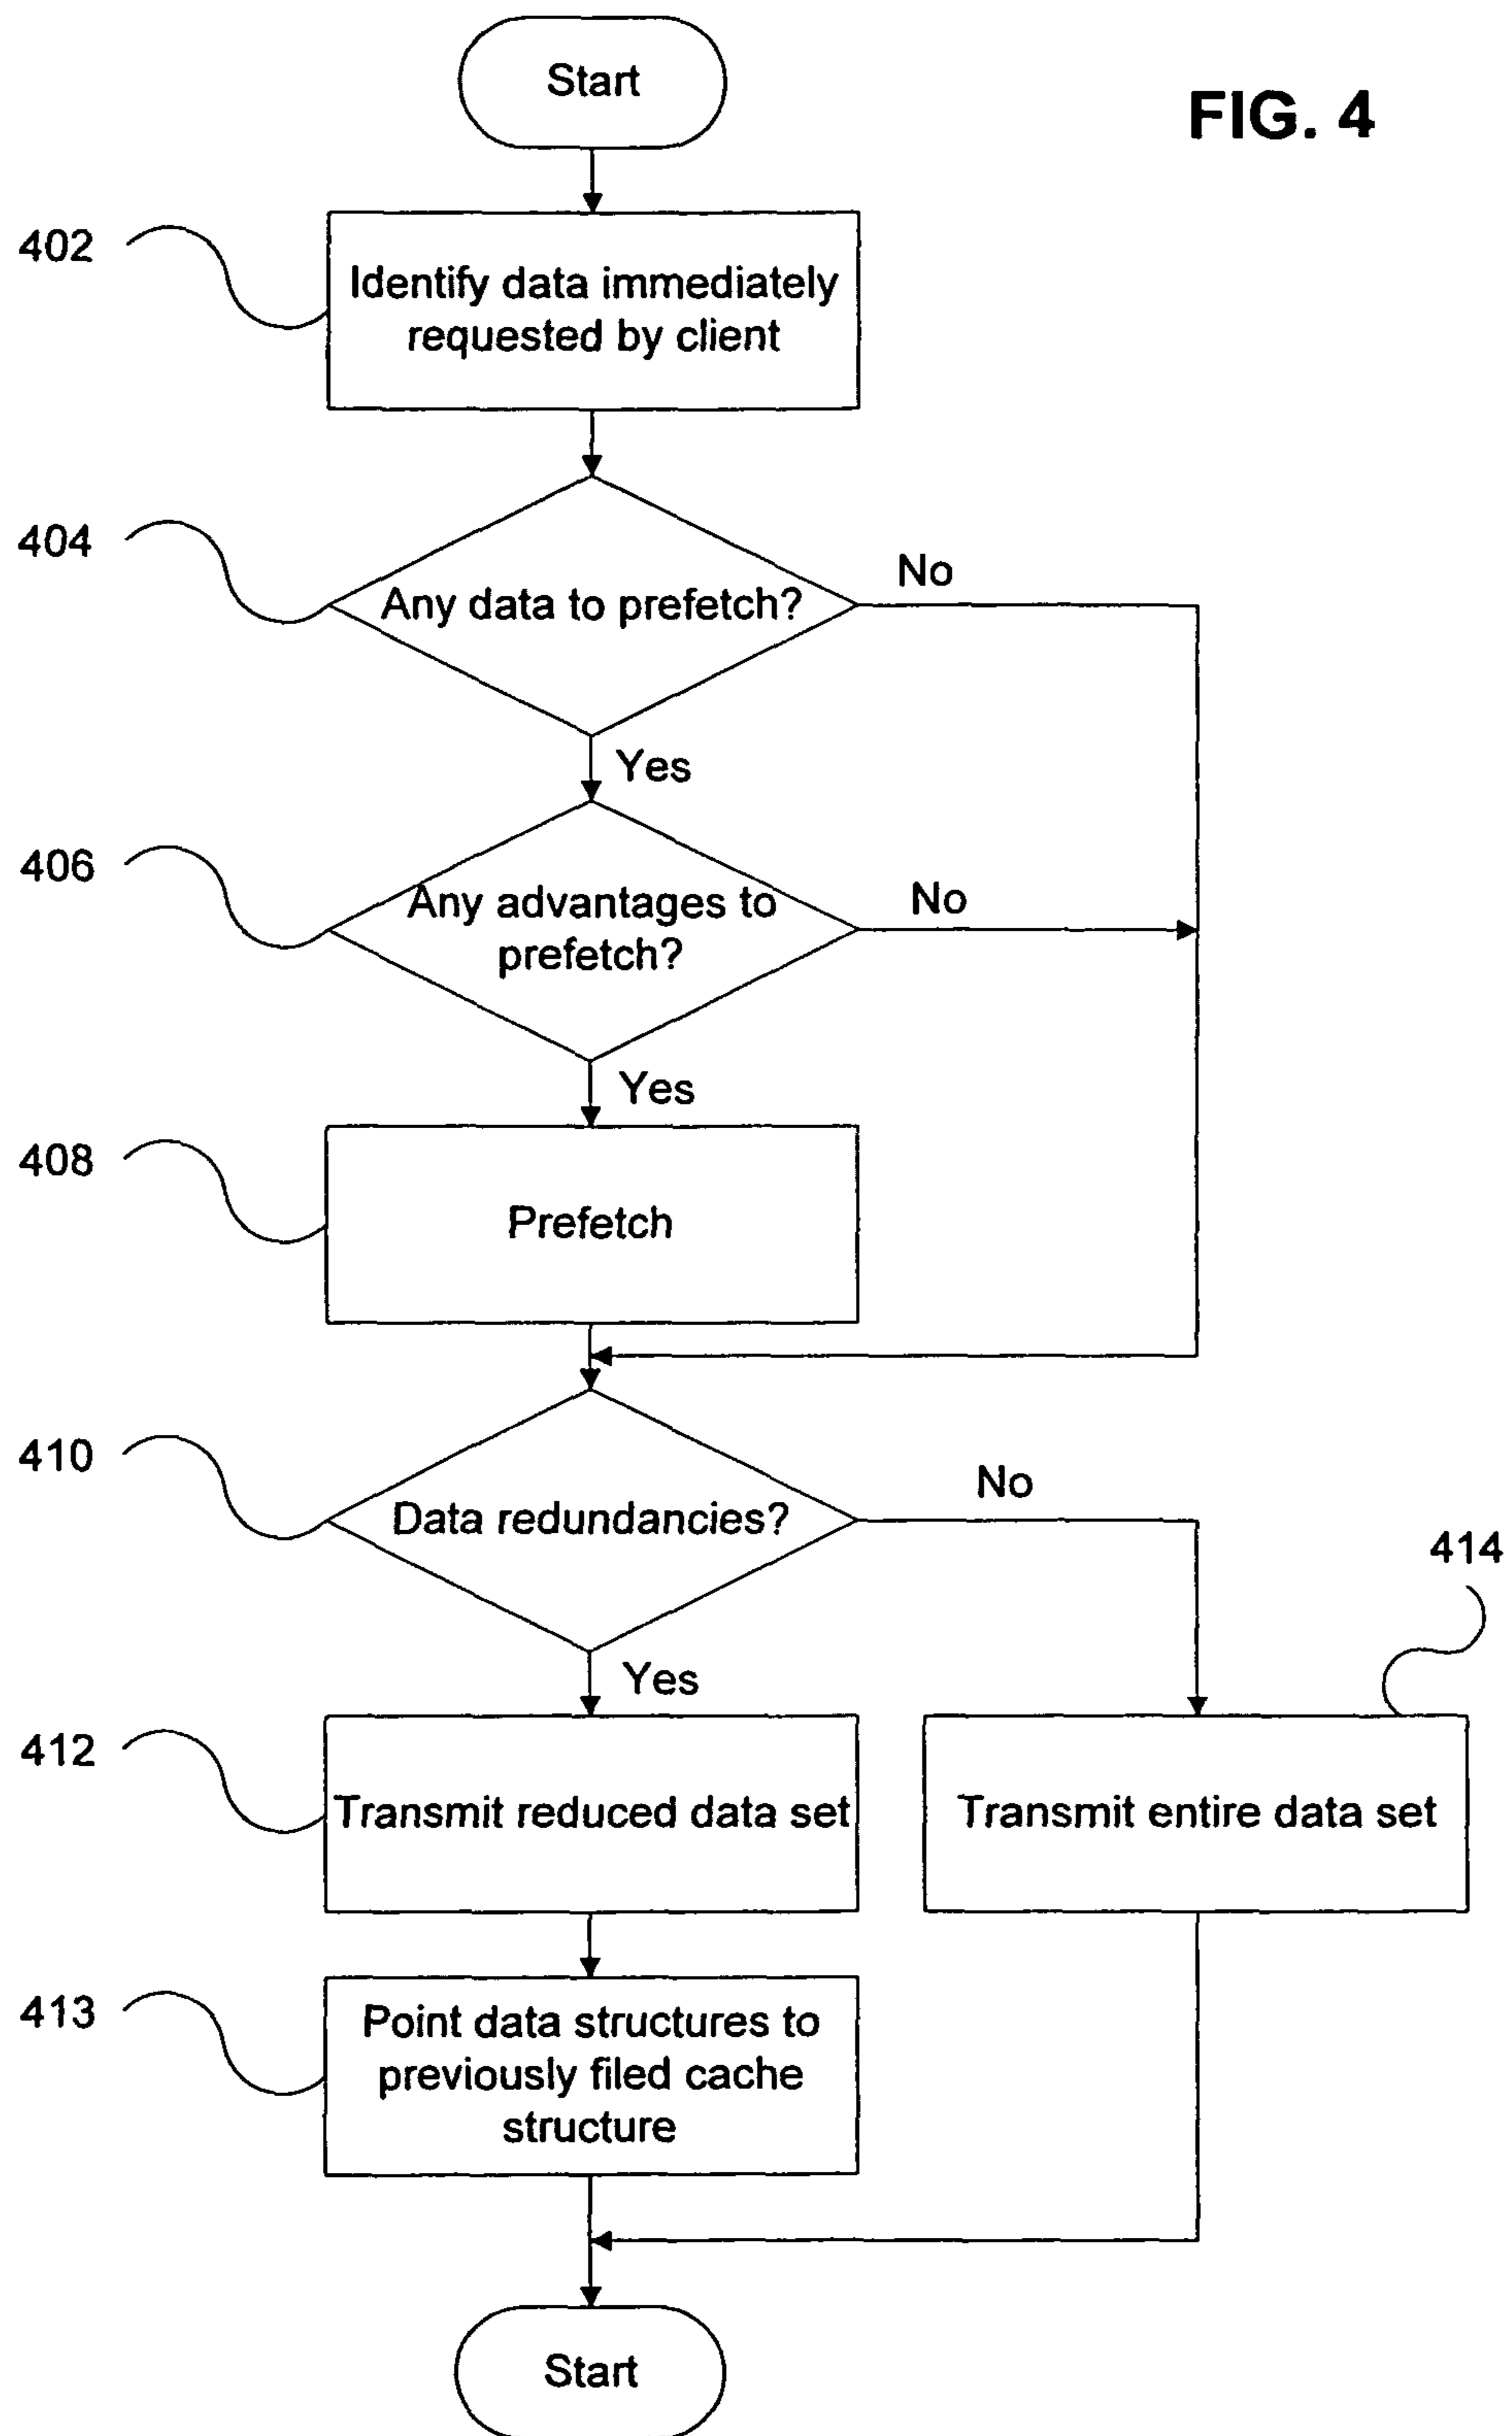 Start
FIG. 4
402
Identify data immediately
requested by client
404
Any data to prefetch?
No
Yes
406
Any advantages to
prefetch?
No
Yes
408
Prefetch
410
Data redundancies?
No
414
Yes
412
Transmit reduced data set
Transmit entire data set
413
Point data structures to
previously filed cache
structure
Start